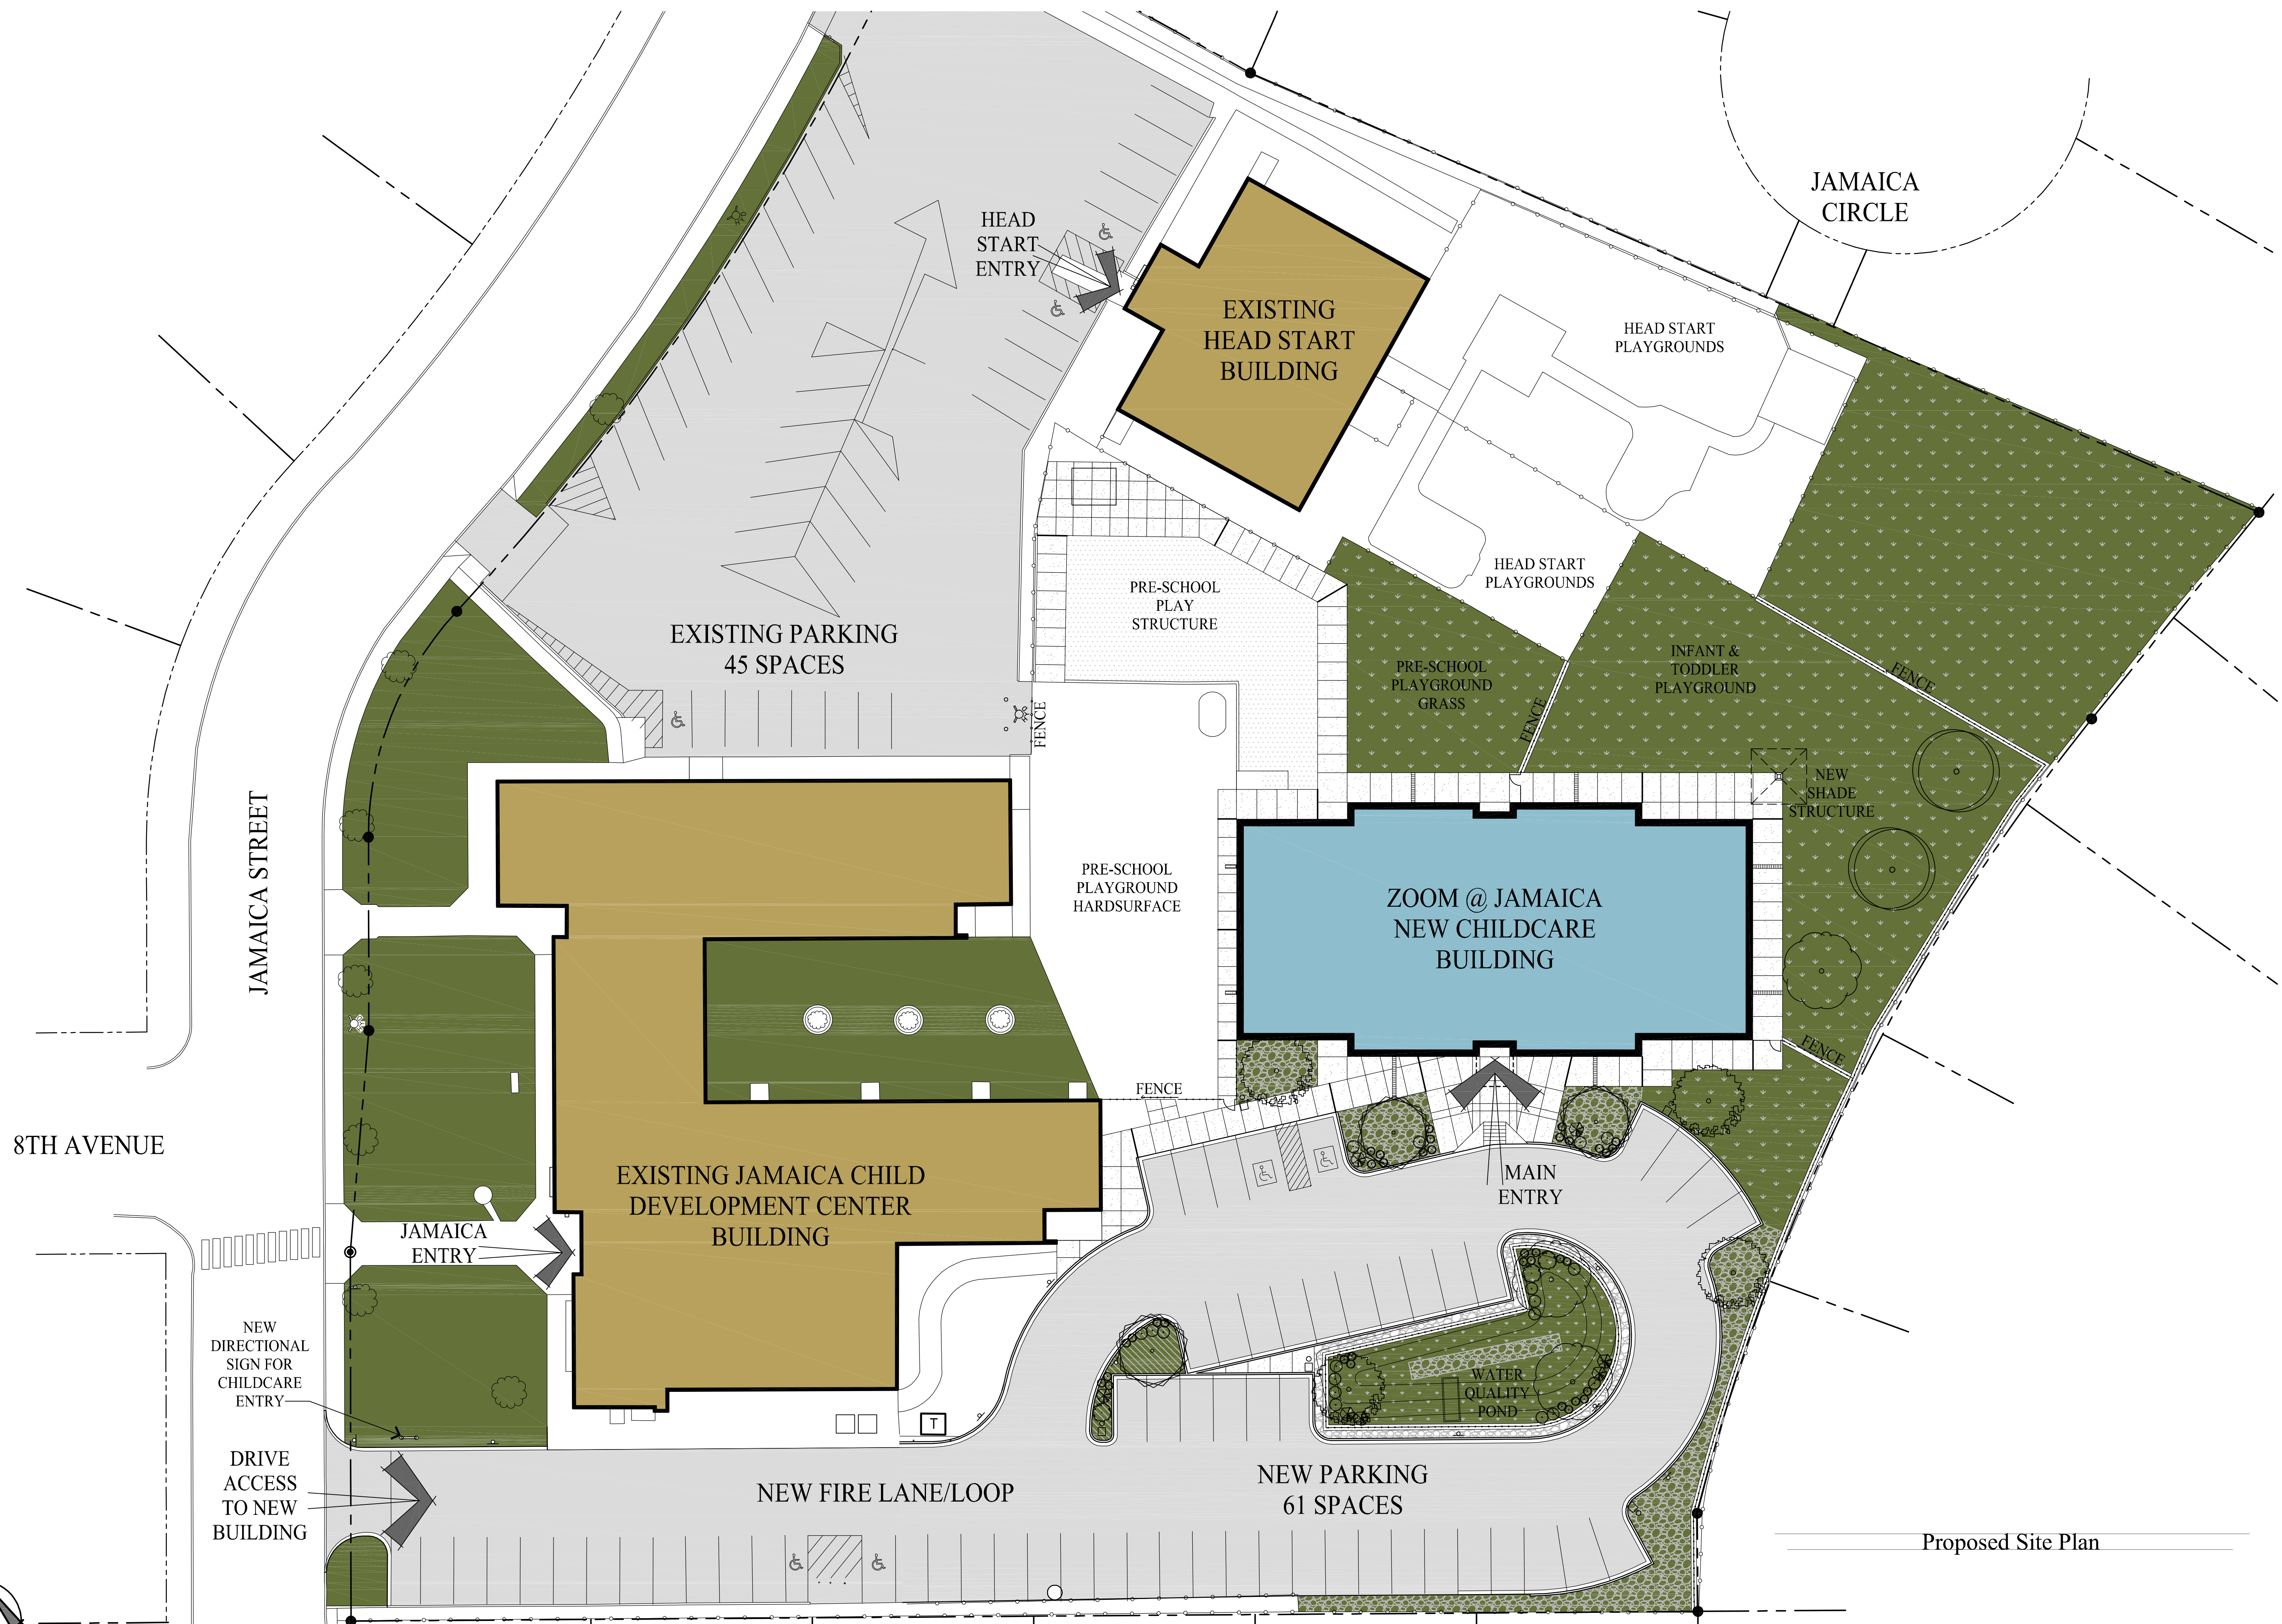 JAMAICA
CIRCLE
HEAD
START
ENTRY
EXISTING
HEAD START
BUILDING
HEAD START
PLAYGROUNDS
HEAD START
PLAYGROUNDS
PRE-SCHOOL
PLAY
STRUCTURE
EXISTING PARKING
45 SPACES
PRE-SCHOOL
PLAYGROUND
GRASS
INFANT &
TODDLER
PLAYGROUND
FENCE
FENCE
FENCE
NEW
SHADE
STRUCTURE
JAMAICA STREET
PRE-SCHOOL
PLAYGROUND
HARDSURFACE
ZOOM @ JAMAICA
NEW CHILDCARE
BUILDING
FENCE
FENCE
8TH AVENUE
EXISTING JAMAICA CHILD
DEVELOPMENT CENTER
BUILDING
MAIN
ENTRY
JAMAICA
ENTRY
NEW
DIRECTIONAL
SIGN FOR
CHILDCARE
ENTRY
WATER
QUALITY
POND
T
DRIVE
ACCESS
TO NEW
BUILDING
NEW FIRE LANE/LOOP
NEW PARKING
61 SPACES
Proposed Site Plan